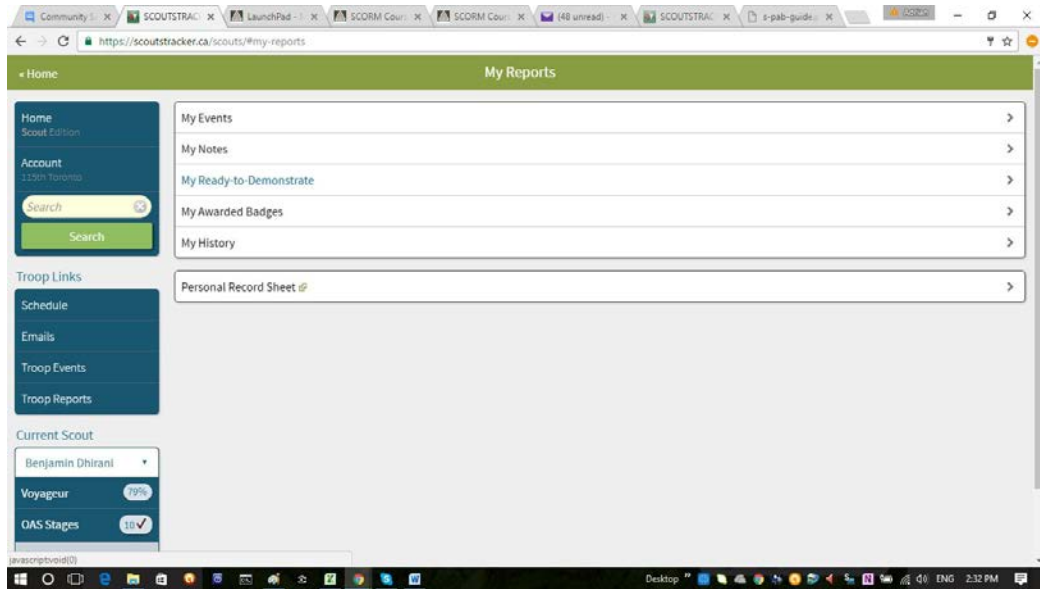 Community S
SCOUTSTRAC
LaunchPad -
SCORM Cour
SCORM Cour
(48 unread) -
SCOUTSTRAC
s-pab-guide
https://scoutstracker.ca/scouts/#my-reports
« Home
My Reports
Home
Scout Edition
Account
115th Toronto
Search
Search
Troop Links
Schedule
Emails
Troop Events
Troop Reports
Current Scout
Benjamin Dhirani
Voyageur 79%
OAS Stages 10
My Events
My Notes
My Ready-to-Demonstrate
My Awarded Badges
My History
Personal Record Sheet
javascript:void(0)
Desktop
ENG 2:32 PM